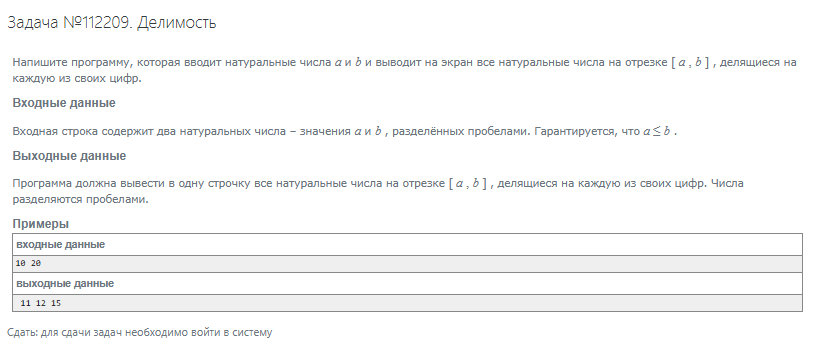 Задача №112209. Делимость
Напишите программу, которая вводит натуральные числа a и b и выводит на экран все натуральные числа на отрезке [ a , b ] , делящиеся на
каждую из своих цифр.
Входные данные
Входная строка содержит два натуральных числа – значения a и b , разделённых пробелами. Гарантируется, что a ≤ b .
Выходные данные
Программа должна вывести в одну строчку все натуральные числа на отрезке [ a , b ] , делящиеся на каждую из своих цифр. Числа
разделяются пробелами.
Примеры
входные данные
10 20
выходные данные
11 12 15
Сдать: для сдачи задач необходимо войти в систему